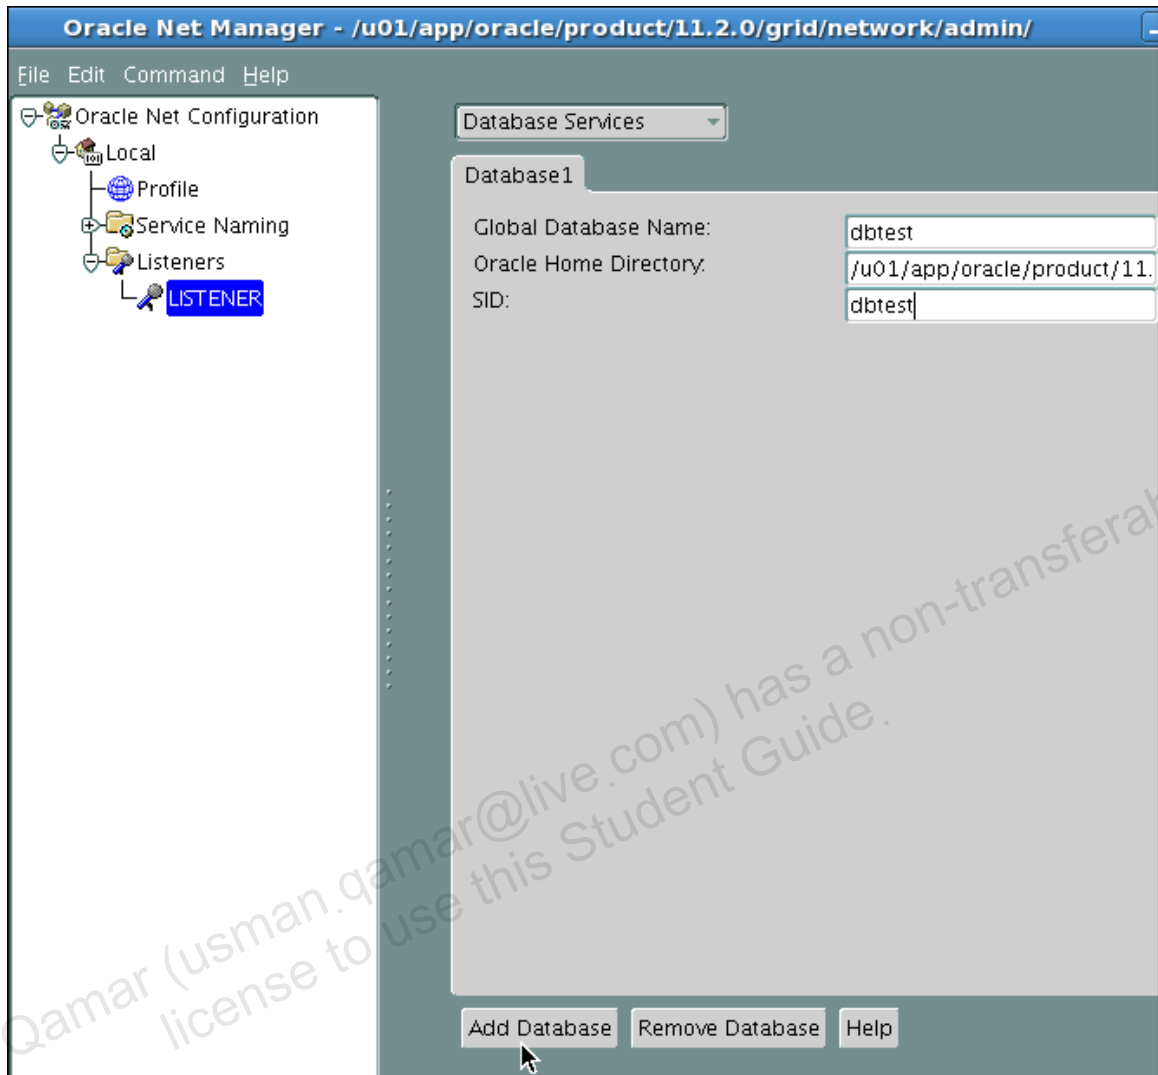 Oracle Net Manager - /u01/app/oracle/product/11.2.0/grid/network/admin/
File Edit Command Help
Oracle Net Configuration
Local
Profile
Service Naming
Listeners
LISTENER
Database Services
Database1
Global Database Name:
dbtest
Oracle Home Directory:
/u01/app/oracle/product/11.
SID:
dbtest
Add Database
Remove Database
Help
Qamar (usman.qamar@live.com) has a non-transferab
license to use this Student Guide.